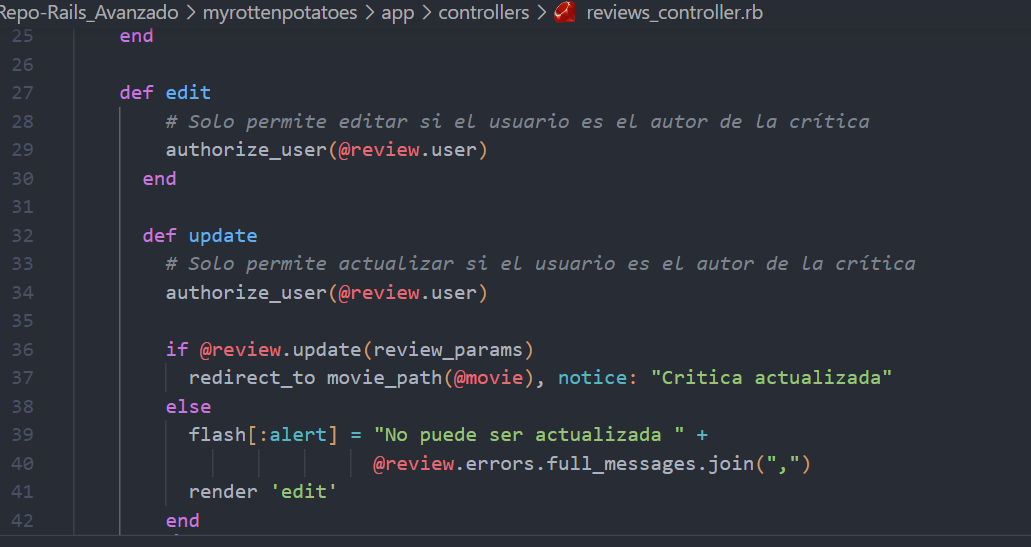 Repo-Rails_Avanzado > myrottenpotatoes > app > controllers > reviews_controller.rb
25 end
26
27 def edit
28 # Solo permite editar si el usuario es el autor de la crítica
29 authorize_user(@review.user)
30 end
31
32 def update
33 # Solo permite actualizar si el usuario es el autor de la crítica
34 authorize_user(@review.user)
35
36 if @review.update(review_params)
37 redirect_to movie_path(@movie), notice: "Critica actualizada"
38 else
39 flash[:alert] = "No puede ser actualizada " +
40 @review.errors.full_messages.join(",")
41 render 'edit'
42 end